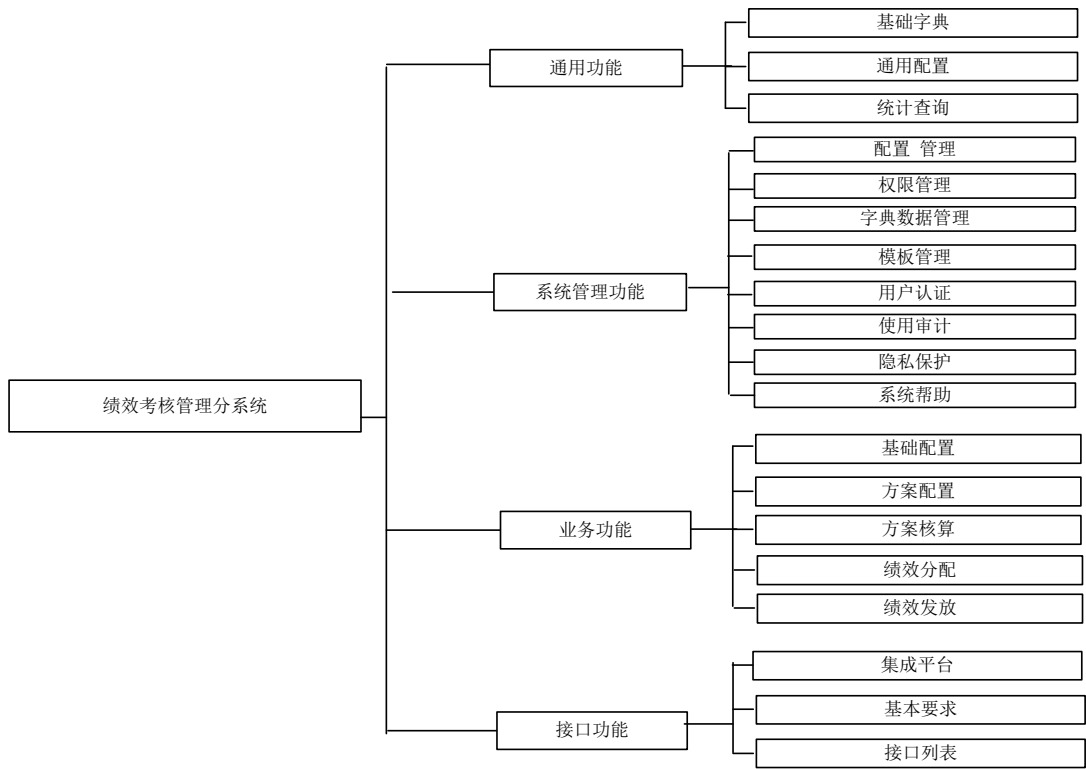 绩效考核管理分系统
通用功能
基础字典
通用配置
统计查询
系统管理功能
配置 管理
权限管理
字典数据管理
模板管理
用户认证
使用审计
隐私保护
系统帮助
业务功能
基础配置
方案配置
方案核算
绩效分配
绩效发放
接口功能
集成平台
基本要求
接口列表